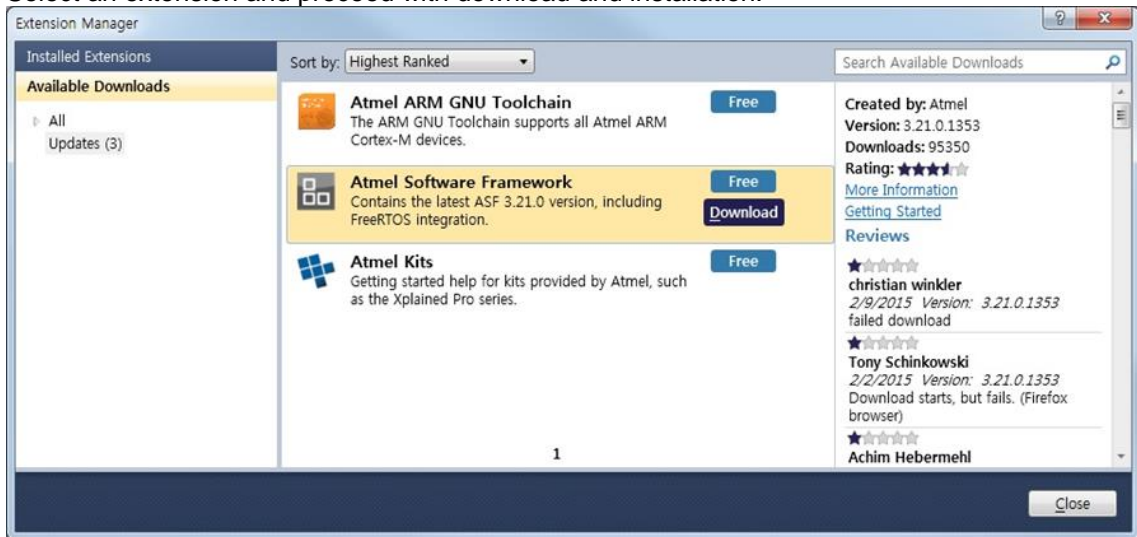 Select an extension and proceed with download and installation.
Extension Manager
Installed Extensions
Available Downloads
All
Updates (3)
Sort by: Highest Ranked
Atmel ARM GNU Toolchain
Free
The ARM GNU Toolchain supports all Atmel ARM
Cortex-M devices.
Atmel Software Framework
Free
Contains the latest ASF 3.21.0 version, including
FreeRTOS integration.
Download
Atmel Kits
Free
Getting started help for kits provided by Atmel, such
as the Xplained Pro series.
1
Search Available Downloads
Created by: Atmel
Version: 3.21.0.1353
Downloads: 95350
Rating:
More Information
Getting Started
Reviews
christian winkler
2/9/2015 Version: 3.21.0.1353
failed download
Tony Schinkowski
2/2/2015 Version: 3.21.0.1353
Download starts, but fails. (Firefox
browser)
Achim Hebermehl
Close